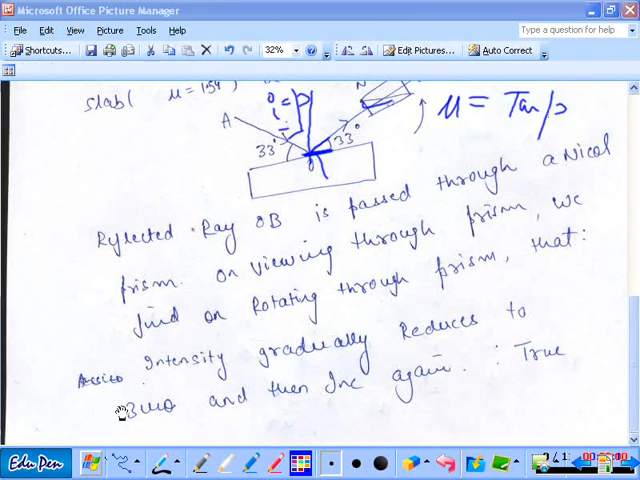 Microsoft Office Picture Manager
File Edit View Picture Tools Help
Type a question for help
Shortcuts... 32% Edit Pictures... Auto Correct
Slab( μ = 1.54 )
A
N
33° 33°
μ = Tan
Reflected Ray OB is passed through a Nicol
prism. on viewing through prism, we
find on Rotating through prism, that:
Intensity gradually Reduces to
and then Inc again. : True
Edu Pen